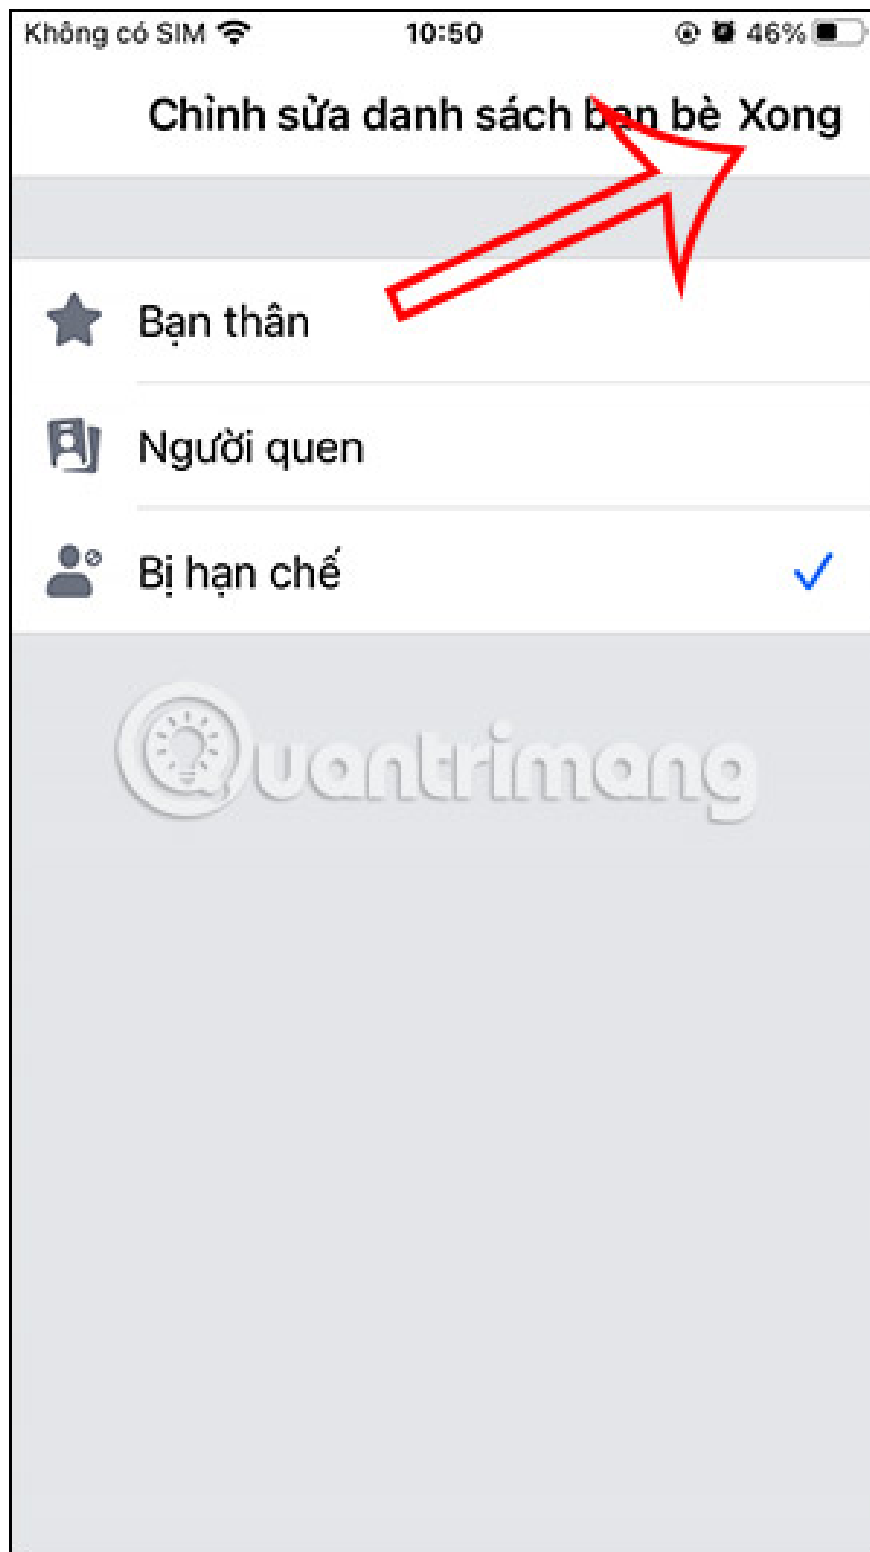 Không có SIM 10:50 46%
Chỉnh sửa danh sách bạn bè Xong
Bạn thân
Người quen
Bị hạn chế
Quantrimang